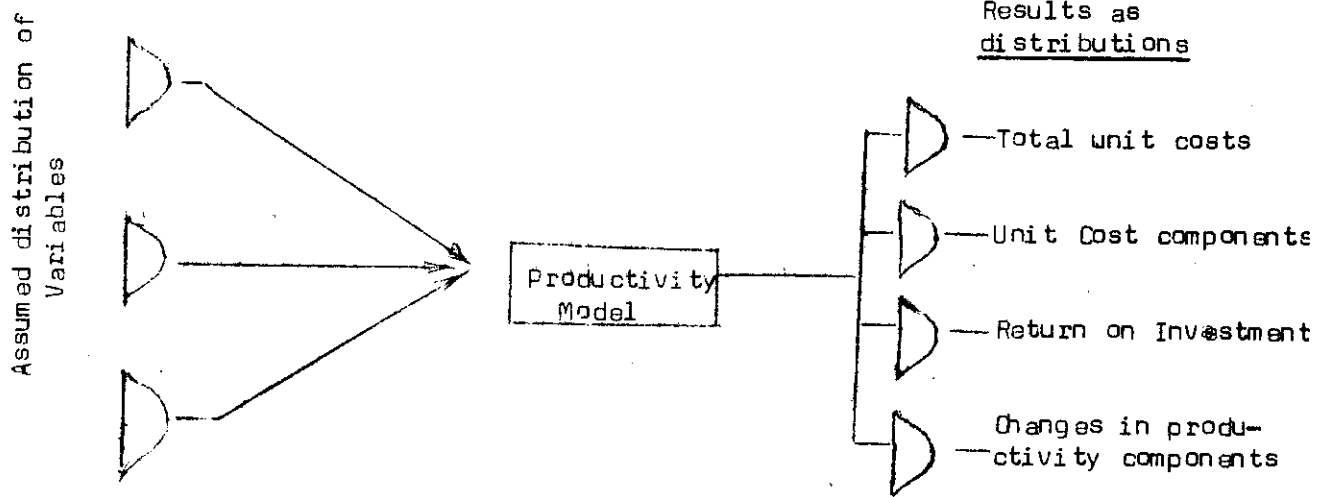 Assumed distribution of
Variables
Productivity
Model
Results as
distributions
Total unit costs
Unit Cost components
Return on Investment
Changes in produ-
ctivity components